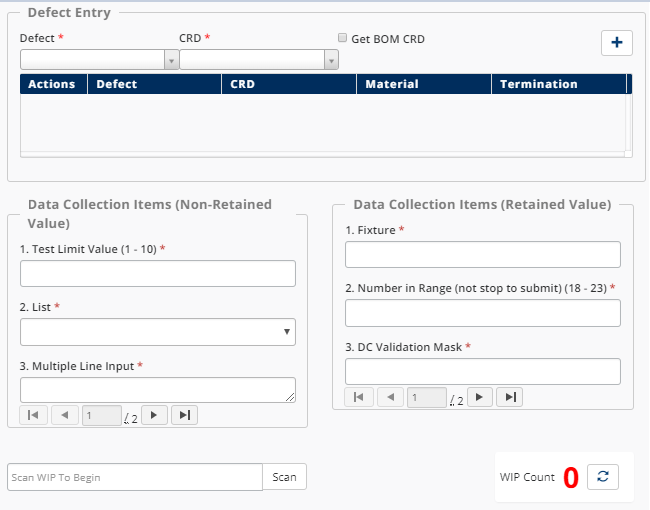 Defect Entry
Defect *
CRD *
Get BOM CRD
Actions Defect CRD Material Termination
Data Collection Items (Non-Retained
Value)
1. Test Limit Value (1 - 10) *
2. List *
3. Multiple Line Input *
1 / 2
Data Collection Items (Retained Value)
1. Fixture *
2. Number in Range (not stop to submit) (18 - 23) *
3. DC Validation Mask *
1 / 2
Scan WIP To Begin Scan
WIP Count 0